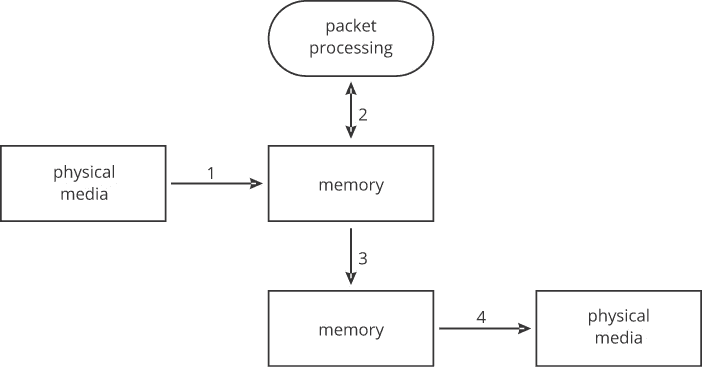 packet
processing
2
physical
media
1
memory
3
memory
4
physical
media